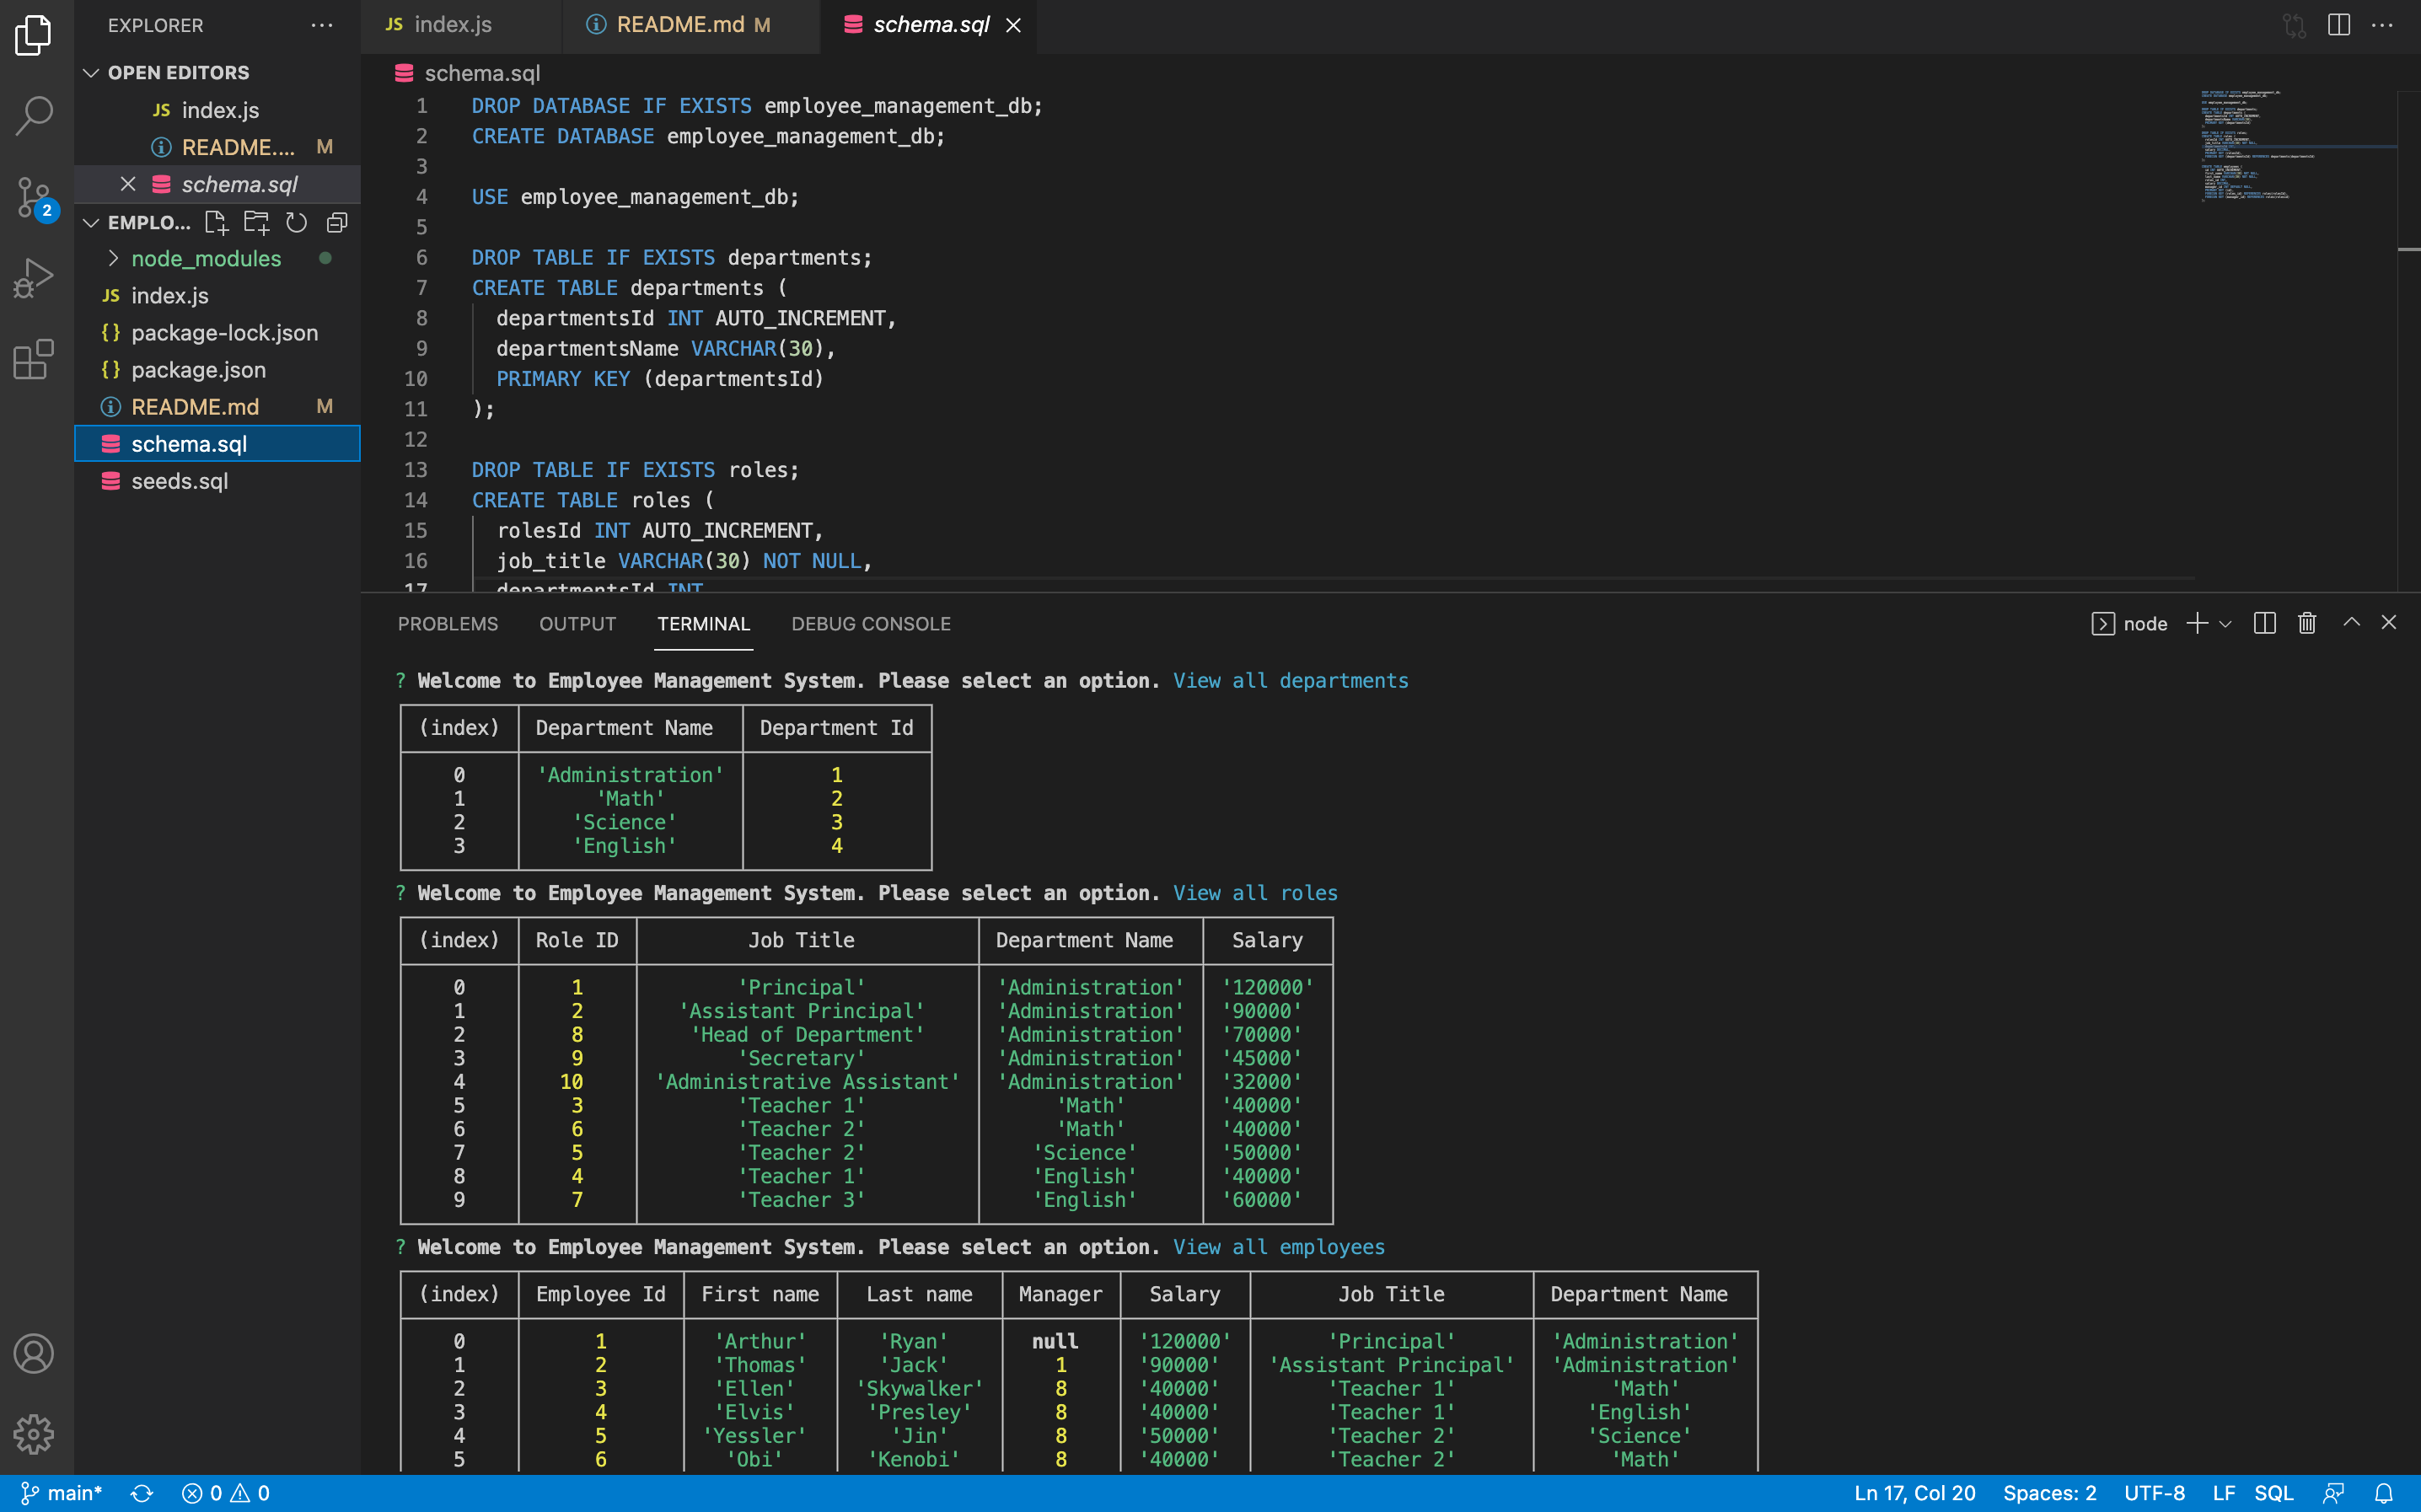 EXPLORER
OPEN EDITORS
JS index.js
README.... M
schema.sql
2
EMPLO...
node_modules
JS index.js
{} package-lock.json
{} package.json
README.md M
schema.sql
seeds.sql
JS index.js
README.md M
schema.sql
schema.sql
1 DROP DATABASE IF EXISTS employee_management_db;
2 CREATE DATABASE employee_management_db;
3
4 USE employee_management_db;
5
6 DROP TABLE IF EXISTS departments;
7 CREATE TABLE departments (
8 departmentsId INT AUTO_INCREMENT,
9 departmentsName VARCHAR(30),
10 PRIMARY KEY (departmentsId)
11 );
12
13 DROP TABLE IF EXISTS roles;
14 CREATE TABLE roles (
15 rolesId INT AUTO_INCREMENT,
16 job_title VARCHAR(30) NOT NULL,
17 departmentsId INT
PROBLEMS OUTPUT TERMINAL DEBUG CONSOLE
node
? Welcome to Employee Management System. Please select an option. View all departments
(index) Department Name Department Id
0 'Administration' 1
1 'Math' 2
2 'Science' 3
3 'English' 4
? Welcome to Employee Management System. Please select an option. View all roles
(index) Role ID Job Title Department Name Salary
0 1 'Principal' 'Administration' '120000'
1 2 'Assistant Principal' 'Administration' '90000'
2 8 'Head of Department' 'Administration' '70000'
3 9 'Secretary' 'Administration' '45000'
4 10 'Administrative Assistant' 'Administration' '32000'
5 3 'Teacher 1' 'Math' '40000'
6 6 'Teacher 2' 'Math' '40000'
7 5 'Teacher 2' 'Science' '50000'
8 4 'Teacher 1' 'English' '40000'
9 7 'Teacher 3' 'English' '60000'
? Welcome to Employee Management System. Please select an option. View all employees
(index) Employee Id First name Last name Manager Salary Job Title Department Name
0 1 'Arthur' 'Ryan' null '120000' 'Principal' 'Administration'
1 2 'Thomas' 'Jack' 1 '90000' 'Assistant Principal' 'Administration'
2 3 'Ellen' 'Skywalker' 8 '40000' 'Teacher 1' 'Math'
3 4 'Elvis' 'Presley' 8 '40000' 'Teacher 1' 'English'
4 5 'Yessler' 'Jin' 8 '50000' 'Teacher 2' 'Science'
5 6 'Obi' 'Kenobi' 8 '40000' 'Teacher 2' 'Math'
main* 0 0
Ln 17, Col 20 Spaces: 2 UTF-8 LF SQL